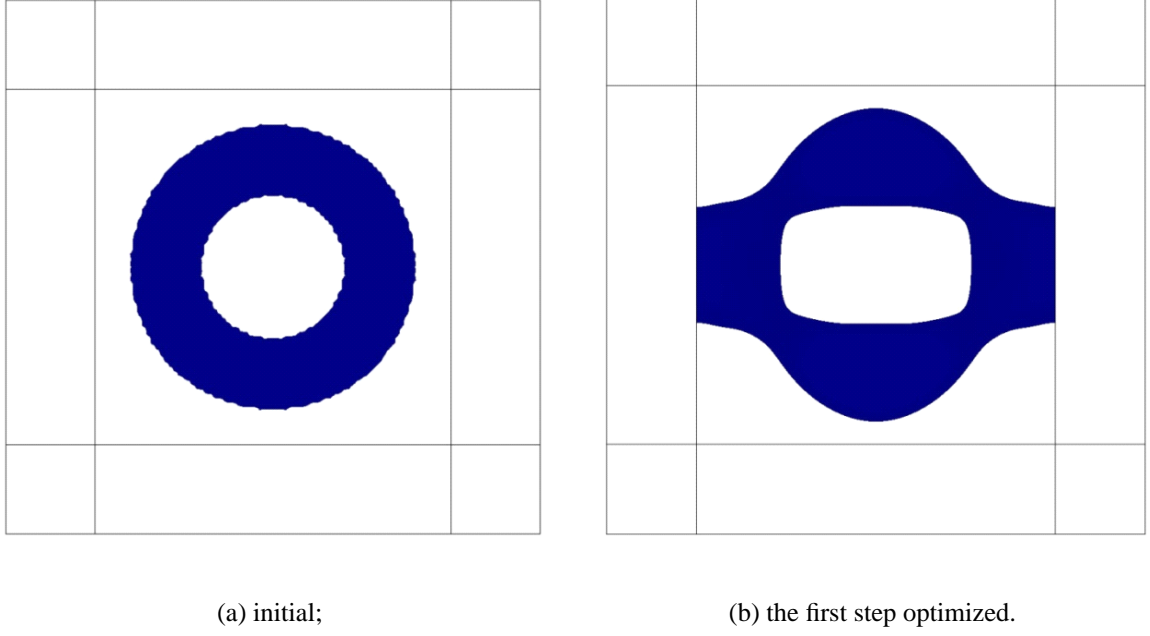 (a) initial;
(b) the first step optimized.